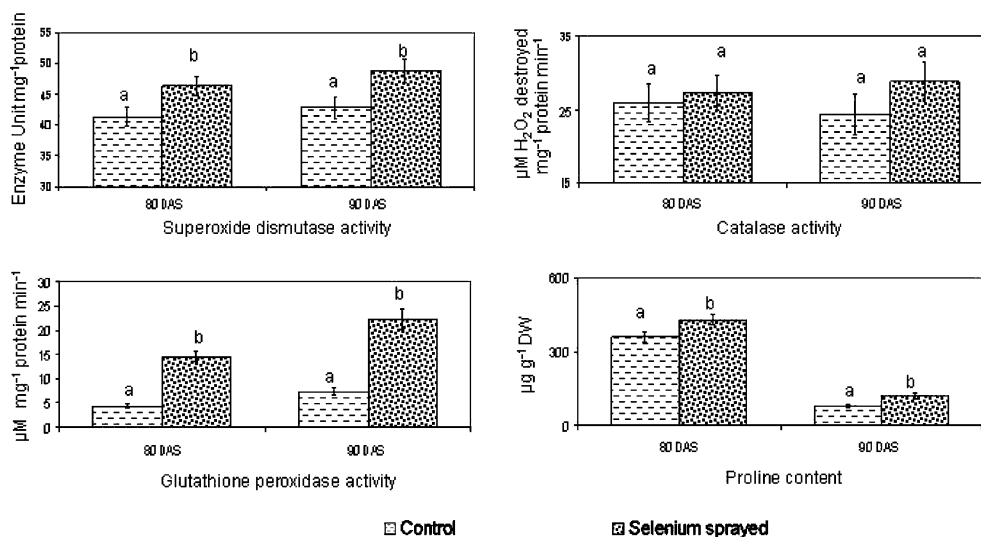 Enzyme Unit mg⁻¹protein
55
50
45
40
35
30
a
b
a
b
80 DAS
90 DAS
Superoxide dismutase activity
µM H₂O₂ destroyed
mg⁻¹ protein min⁻¹
35
25
15
a
a
a
a
80 DAS
90 DAS
Catalase activity
µM mg⁻¹ protein min⁻¹
30
25
20
15
10
5
0
a
b
a
b
80 DAS
90 DAS
Glutathione peroxidase activity
µg g⁻¹ DW
600
300
0
a
b
a
b
80 DAS
90 DAS
Proline content
Control
Selenium sprayed